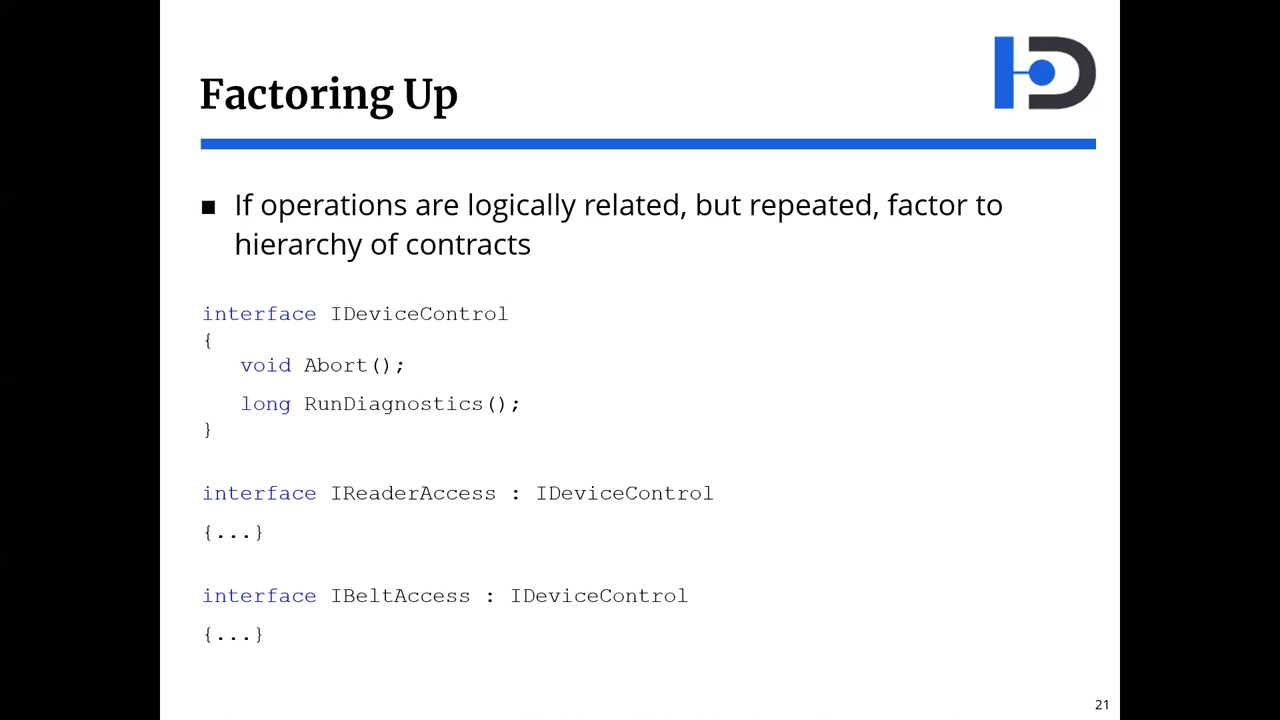 Factoring Up
If operations are logically related, but repeated, factor to
hierarchy of contracts
interface IDeviceControl
{
void Abort();
long RunDiagnostics();
}
interface IReaderAccess : IDeviceControl
{...}
interface IBeltAccess : IDeviceControl
{...}
21